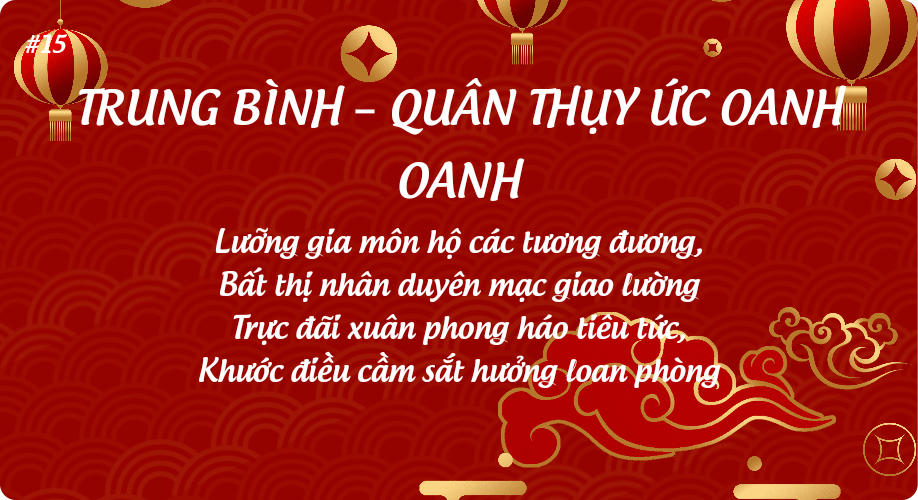 #15
TRUNG BÌNH – QUÂN THỤY ỨC OANH
OANH
Lưỡng gia môn hộ các tương đương,
Bất thị nhân duyên mạc giao lường
Trực đãi xuân phong háo tiêu tức,
Khước điều cầm sắt hưởng loan phòng